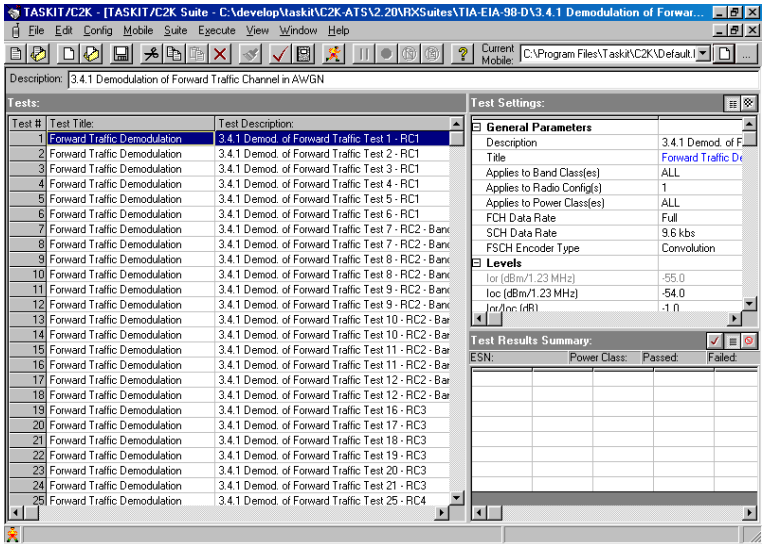 TASKIT/C2K - [TASKIT/C2K Suite - C:\develop\taskit\C2K-ATS\2.20\RXSuites\TIA-EIA-98-D\3.4.1 Demodulation of Forwar...
File Edit Config Mobile Suite Execute View Window Help
Current Mobile: C:\Program Files\Taskit\C2K\Default.l
...
Description: 3.4.1 Demodulation of Forward Traffic Channel in AWGN
Tests:
Test # Test Title: Test Description:
1 Forward Traffic Demodulation 3.4.1 Demod. of Forward Traffic Test 1 - RC1
2 Forward Traffic Demodulation 3.4.1 Demod. of Forward Traffic Test 2 - RC1
3 Forward Traffic Demodulation 3.4.1 Demod. of Forward Traffic Test 3 - RC1
4 Forward Traffic Demodulation 3.4.1 Demod. of Forward Traffic Test 4 - RC1
5 Forward Traffic Demodulation 3.4.1 Demod. of Forward Traffic Test 5 - RC1
6 Forward Traffic Demodulation 3.4.1 Demod. of Forward Traffic Test 6 - RC1
7 Forward Traffic Demodulation 3.4.1 Demod. of Forward Traffic Test 7 - RC2 - Band
8 Forward Traffic Demodulation 3.4.1 Demod. of Forward Traffic Test 7 - RC2 - Band
9 Forward Traffic Demodulation 3.4.1 Demod. of Forward Traffic Test 8 - RC2 - Band
10 Forward Traffic Demodulation 3.4.1 Demod. of Forward Traffic Test 8 - RC2 - Band
11 Forward Traffic Demodulation 3.4.1 Demod. of Forward Traffic Test 9 - RC2 - Band
12 Forward Traffic Demodulation 3.4.1 Demod. of Forward Traffic Test 9 - RC2 - Band
13 Forward Traffic Demodulation 3.4.1 Demod. of Forward Traffic Test 10 - RC2 - Bar
14 Forward Traffic Demodulation 3.4.1 Demod. of Forward Traffic Test 10 - RC2 - Bar
15 Forward Traffic Demodulation 3.4.1 Demod. of Forward Traffic Test 11 - RC2 - Bar
16 Forward Traffic Demodulation 3.4.1 Demod. of Forward Traffic Test 11 - RC2 - Bar
17 Forward Traffic Demodulation 3.4.1 Demod. of Forward Traffic Test 12 - RC2 - Bar
18 Forward Traffic Demodulation 3.4.1 Demod. of Forward Traffic Test 12 - RC2 - Bar
19 Forward Traffic Demodulation 3.4.1 Demod. of Forward Traffic Test 16 - RC3
20 Forward Traffic Demodulation 3.4.1 Demod. of Forward Traffic Test 17 - RC3
21 Forward Traffic Demodulation 3.4.1 Demod. of Forward Traffic Test 18 - RC3
22 Forward Traffic Demodulation 3.4.1 Demod. of Forward Traffic Test 19 - RC3
23 Forward Traffic Demodulation 3.4.1 Demod. of Forward Traffic Test 20 - RC3
24 Forward Traffic Demodulation 3.4.1 Demod. of Forward Traffic Test 21 - RC3
25 Forward Traffic Demodulation 3.4.1 Demod. of Forward Traffic Test 25 - RC4
Test Settings:
General Parameters
Description 3.4.1 Demod. of F
Title Forward Traffic De
Applies to Band Class(es) ALL
Applies to Radio Config(s) 1
Applies to Power Class(es) ALL
FCH Data Rate Full
SCH Data Rate 9.6 kbs
FSCH Encoder Type Convolution
Levels
Ior (dBm/1.23 MHz) -55.0
Ioc (dBm/1.23 MHz) -54.0
Ior/Ioc (dB) -1.0
Test Results Summary:
ESN: Power Class: Passed: Failed: